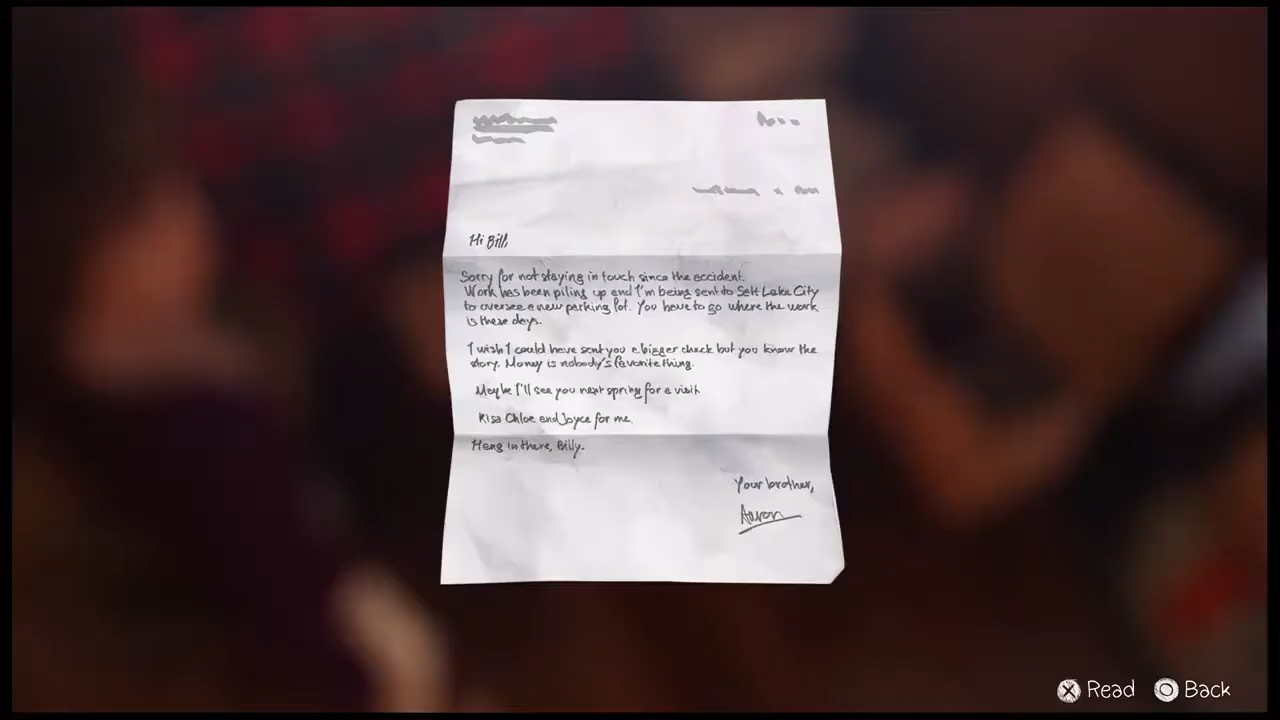 Hi Bill,
Sorry for not staying in touch since the accident.
Work has been piling up and I'm being sent to Salt Lake City
to oversee a new parking lot. You have to go where the work
is these days.
I wish I could have sent you a bigger check but you know the
story. Money is nobody's favorite thing.
Maybe I'll see you next spring for a visit.
Kiss Chloe and Joyce for me.
Hang in there, Billy.
Your brother,
Aaron
Read
Back